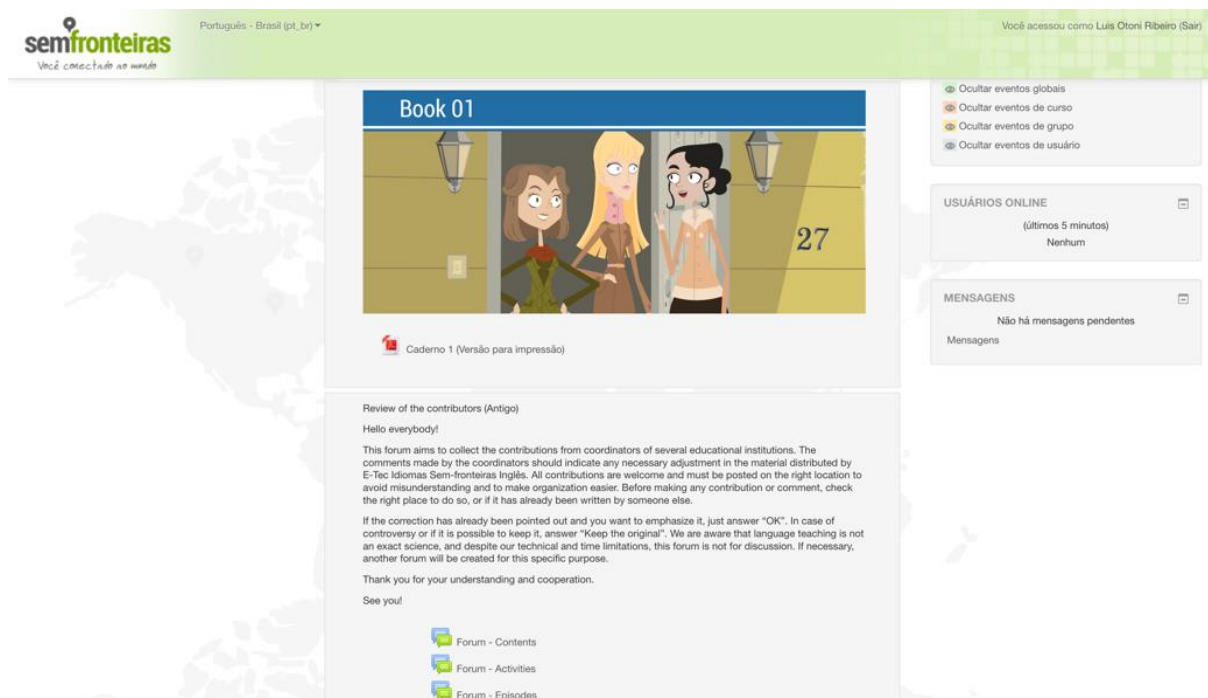 semfronteiras
Você conectado ao mundo
Português - Brasil (pt_br)
Você acessou como Luis Otoni Ribeiro (Sair)
Book 01
27
Caderno 1 (Versão para impressão)
Review of the contributors (Antigo)
Hello everybody!
This forum aims to collect the contributions from coordinators of several educational institutions. The
comments made by the coordinators should indicate any necessary adjustment in the material distributed by
E-Tec Idiomas Sem-fronteiras Inglês. All contributions are welcome and must be posted on the right location to
avoid misunderstanding and to make organization easier. Before making any contribution or comment, check
the right place to do so, or if it has already been written by someone else.
If the correction has already been pointed out and you want to emphasize it, just answer “OK”. In case of
controversy or if it is possible to keep it, answer “Keep the original”. We are aware that language teaching is not
an exact science, and despite our technical and time limitations, this forum is not for discussion. If necessary,
another forum will be created for this specific purpose.
Thank you for your understanding and cooperation.
See you!
Forum - Contents
Forum - Activities
Forum - Episodes
Ocultar eventos globais
Ocultar eventos de curso
Ocultar eventos de grupo
Ocultar eventos de usuário
USUÁRIOS ONLINE
(últimos 5 minutos)
Nenhum
MENSAGENS
Não há mensagens pendentes
Mensagens